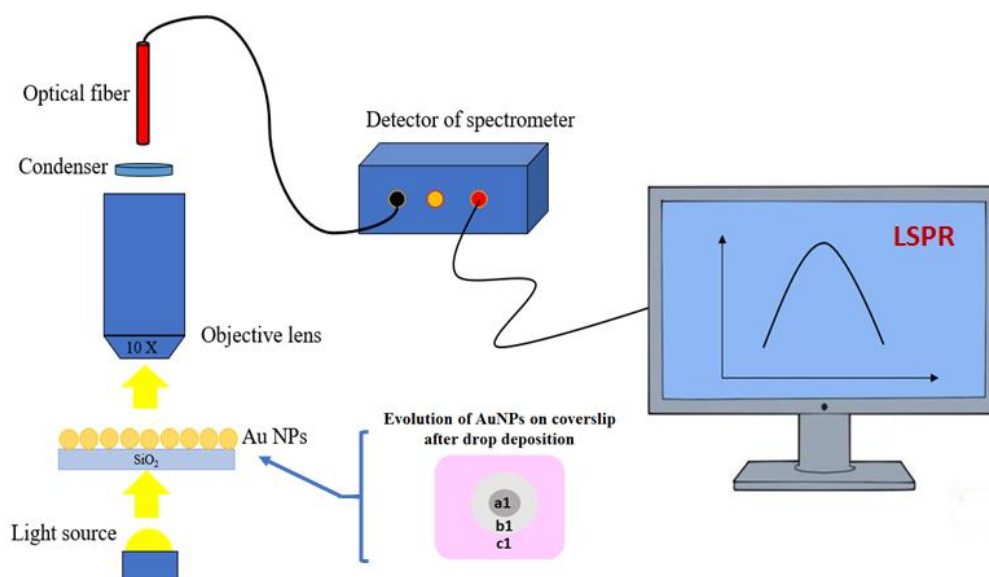 Optical fiber
Detector of spectrometer
Condenser
LSPR
Objective lens
10 X
Evolution of AuNPs on coverslip
after drop deposition
Au NPs
SiO₂
a1
b1
c1
Light source